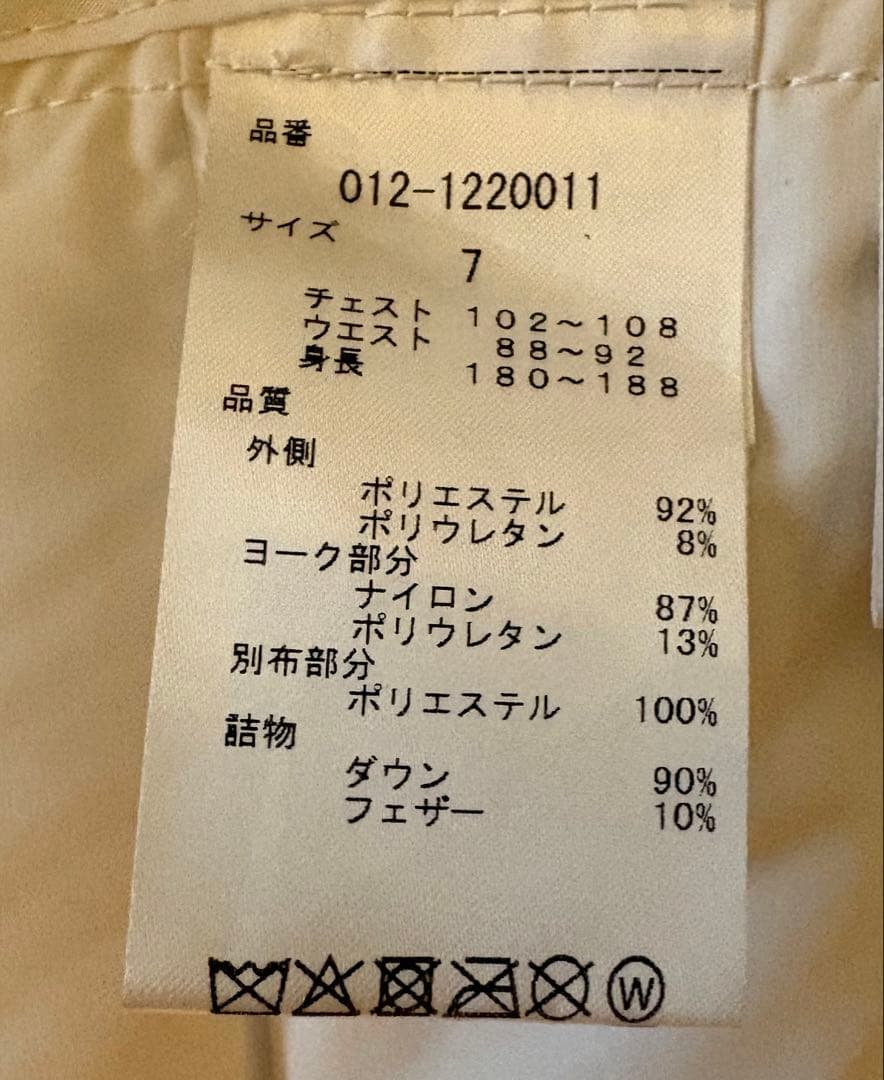 品番
012-1220011
サイズ
7
チェスト 102～108
ウエスト 88～92
身長 180～188
品質
外側
ポリエステル 92%
ポリウレタン 8%
ヨーク部分
ナイロン 87%
ポリウレタン 13%
別布部分
ポリエステル 100%
詰物
ダウン 90%
フェザー 10%
W